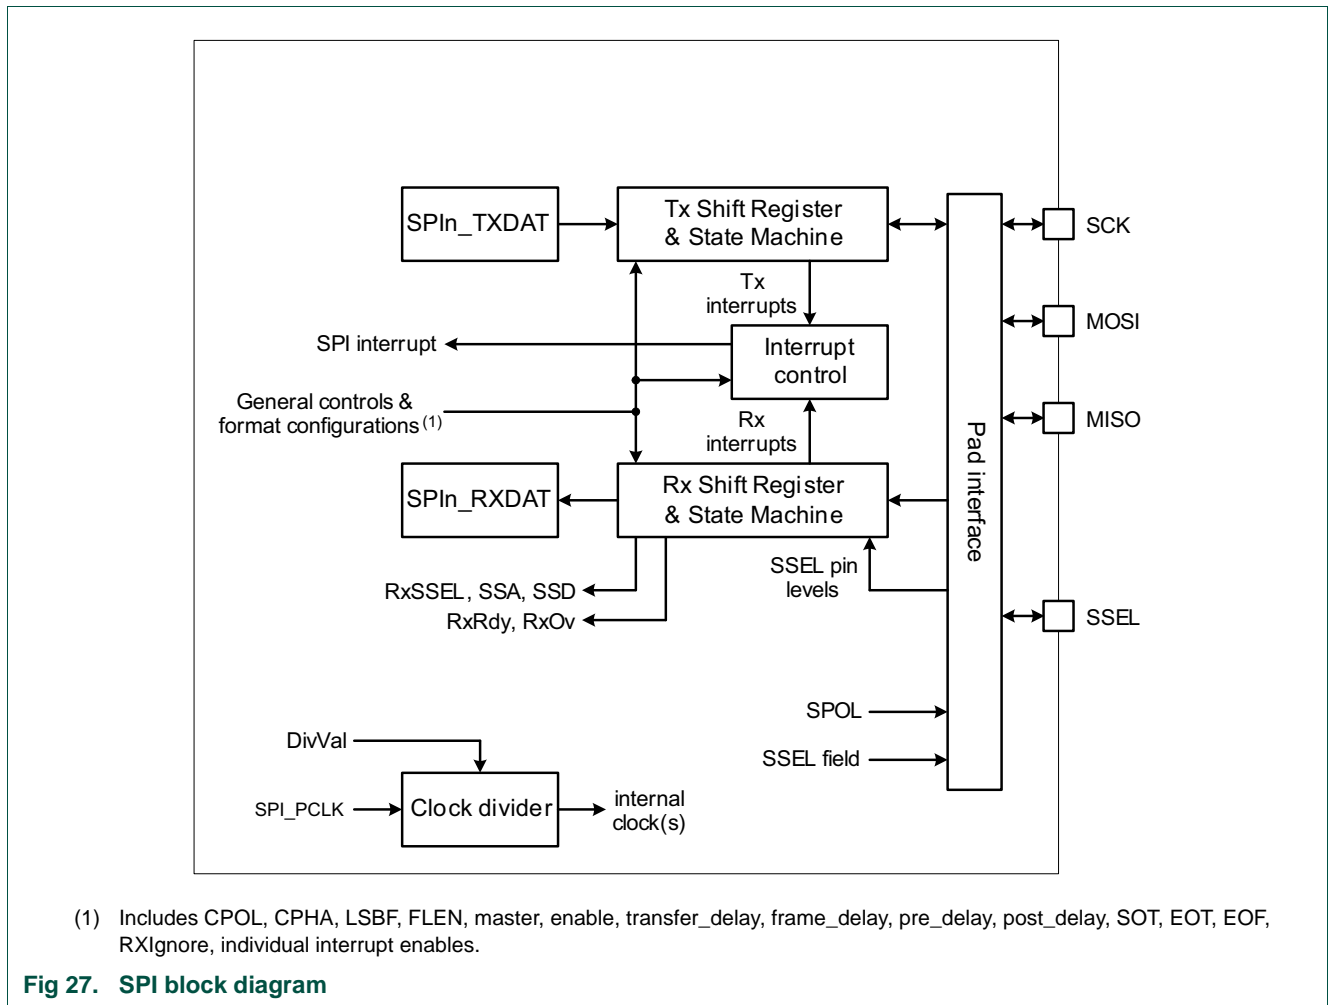 SPIn_TXDAT
Tx Shift Register
& State Machine
SCK
Tx
interrupts
MOSI
SPI interrupt
Interrupt
control
General controls &
format configurations(1)
Rx
interrupts
MISO
Pad interface
SPIn_RXDAT
Rx Shift Register
& State Machine
SSEL pin
levels
RxSSEL, SSA, SSD
RxRdy, RxOv
SSEL
SPOL
SSEL field
DivVal
SPI_PCLK
Clock divider
internal
clock(s)
(1) Includes CPOL, CPHA, LSBF, FLEN, master, enable, transfer_delay, frame_delay, pre_delay, post_delay, SOT, EOT, EOF,
RXIgnore, individual interrupt enables.
Fig 27. SPI block diagram